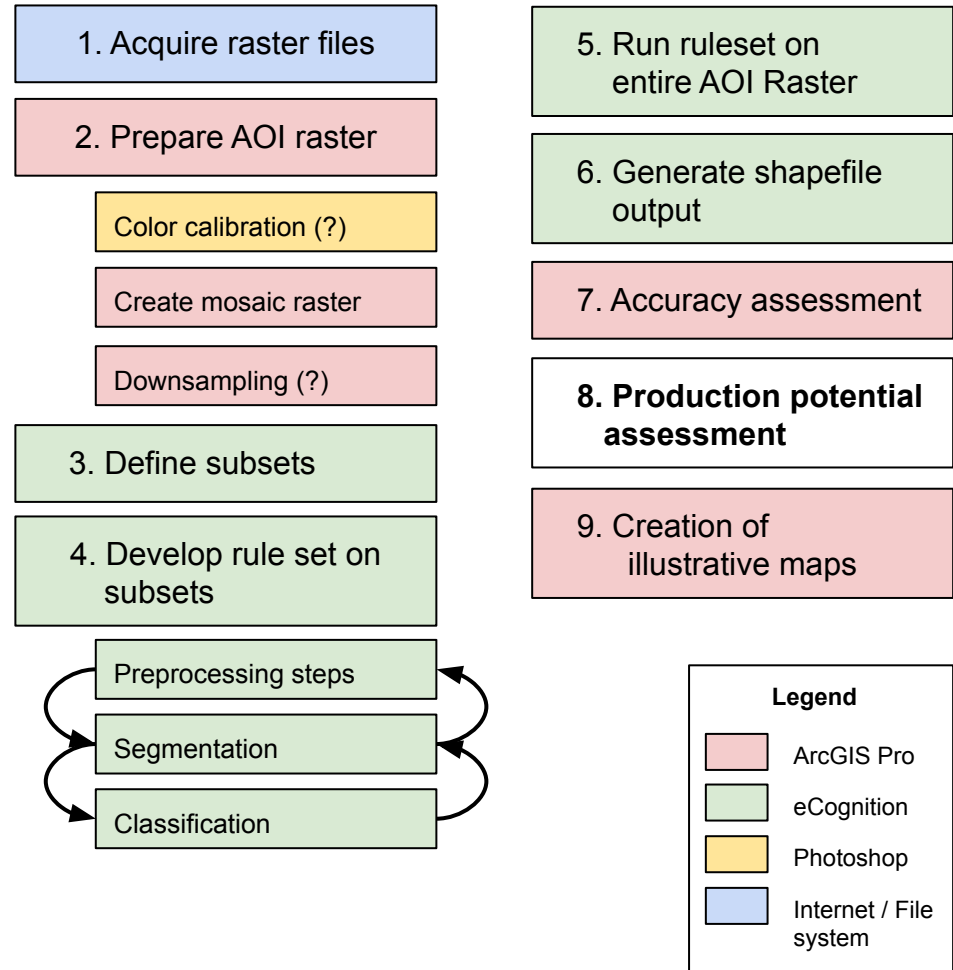 1. Acquire raster files
2. Prepare AOI raster
Color calibration (?)
Create mosaic raster
Downsampling (?)
3. Define subsets
4. Develop rule set on
subsets
Preprocessing steps
Segmentation
Classification
5. Run ruleset on
entire AOI Raster
6. Generate shapefile
output
7. Accuracy assessment
8. Production potential
assessment
9. Creation of
illustrative maps
Legend
ArcGIS Pro
eCognition
Photoshop
Internet / File
system